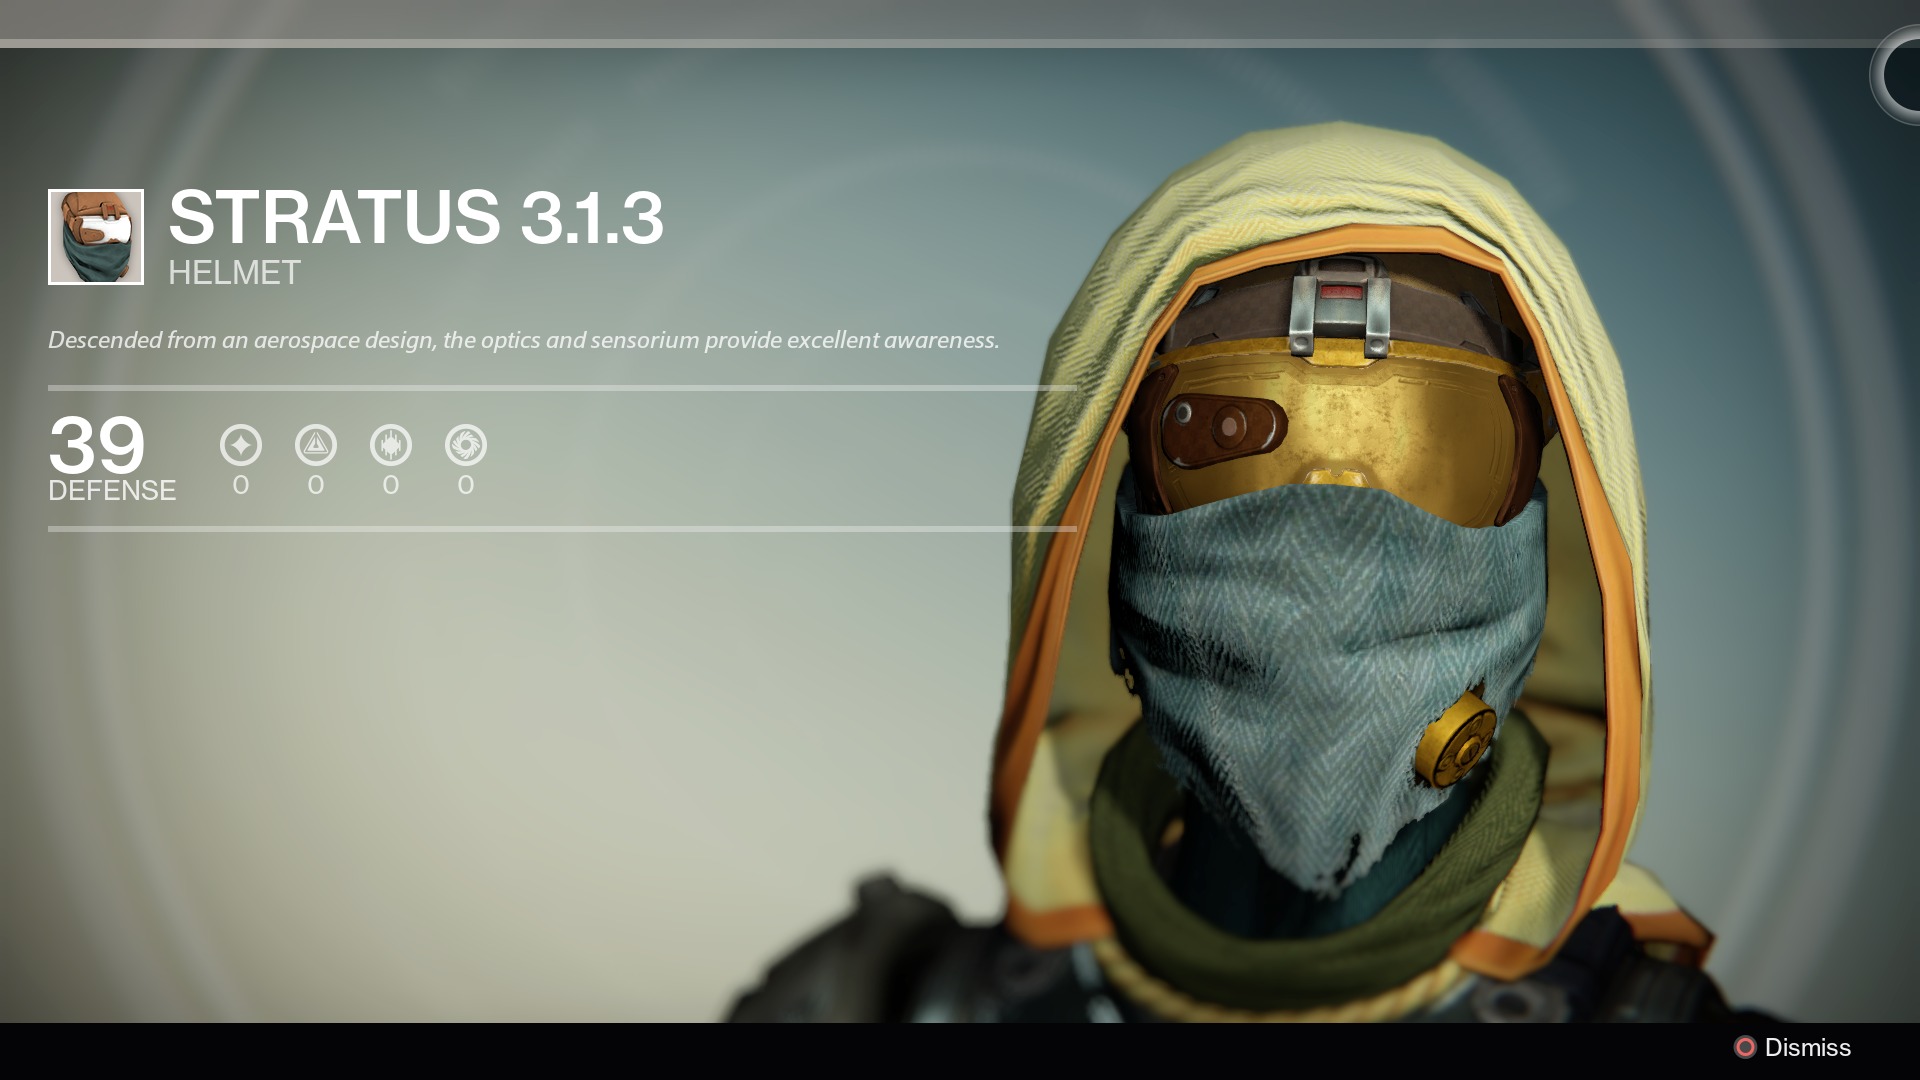 STRATUS 3.1.3
HELMET
Descended from an aerospace design, the optics and sensorium provide excellent awareness.
39
DEFENSE
0 0 0 0
Dismiss